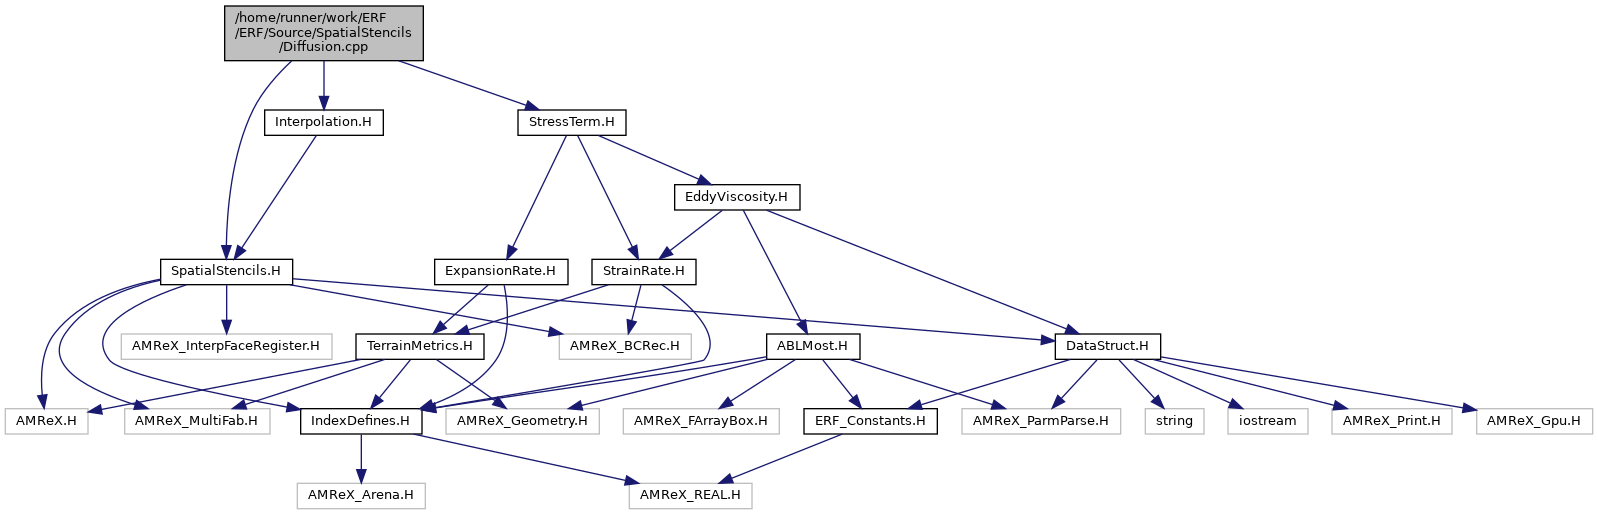 /home/runner/work/ERF
/ERF/Source/SpatialStencils
/Diffusion.cpp
Interpolation.H
StressTerm.H
EddyViscosity.H
SpatialStencils.H
ExpansionRate.H
StrainRate.H
AMReX_InterpFaceRegister.H
TerrainMetrics.H
AMReX_BCRec.H
ABLMost.H
DataStruct.H
AMReX.H
AMReX_MultiFab.H
IndexDefines.H
AMReX_Geometry.H
AMReX_FArrayBox.H
ERF_Constants.H
AMReX_ParmParse.H
string
iostream
AMReX_Print.H
AMReX_Gpu.H
AMReX_Arena.H
AMReX_REAL.H